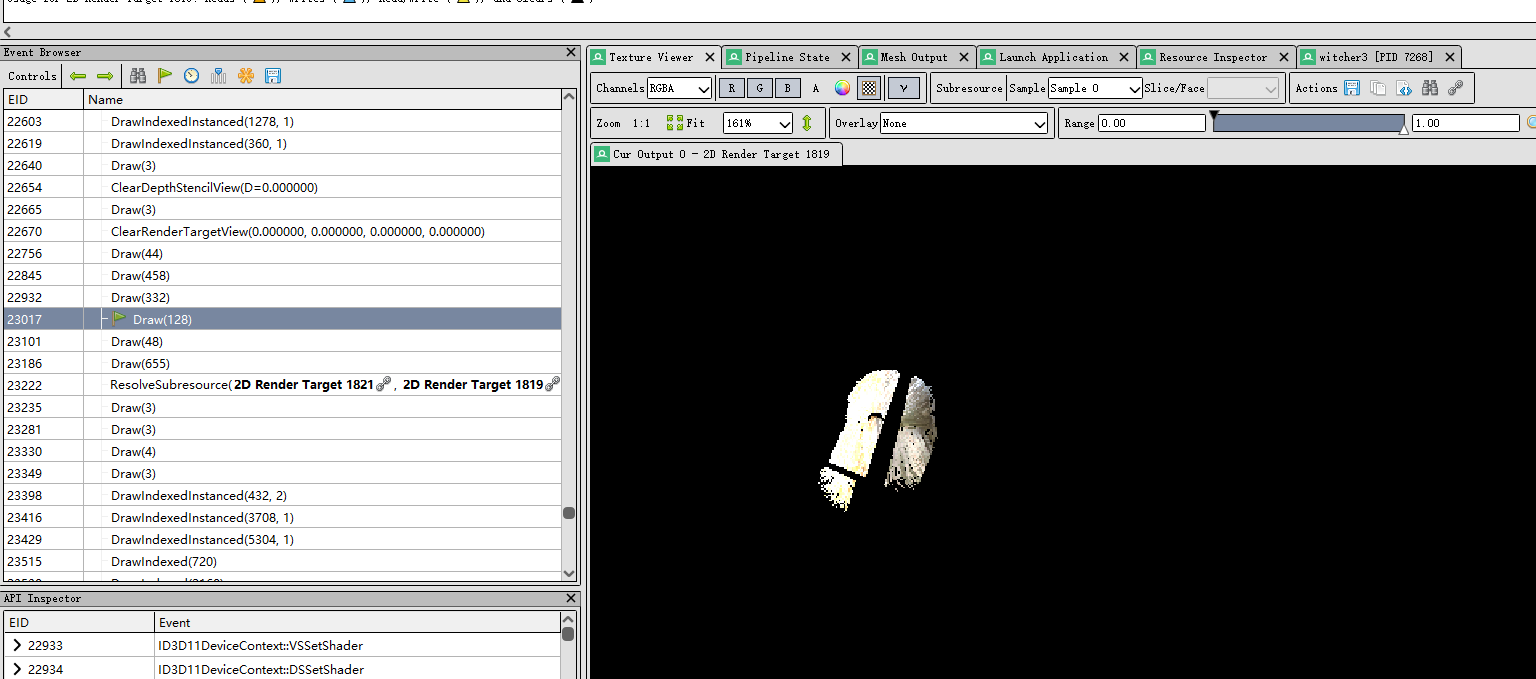 Event Browser
Controls
EID Name
22603 DrawIndexedInstanced(1278, 1)
22619 DrawIndexedInstanced(360, 1)
22640 Draw(3)
22654 ClearDepthStencilView(D=0.000000)
22665 Draw(3)
22670 ClearRenderTargetView(0.000000, 0.000000, 0.000000, 0.000000)
22756 Draw(44)
22845 Draw(458)
22932 Draw(332)
23017 Draw(128)
23101 Draw(48)
23186 Draw(655)
23222 ResolveSubresource(2D Render Target 1821, 2D Render Target 1819
23235 Draw(3)
23281 Draw(3)
23330 Draw(4)
23349 Draw(3)
23398 DrawIndexedInstanced(432, 2)
23416 DrawIndexedInstanced(3708, 1)
23429 DrawIndexedInstanced(5304, 1)
23515 DrawIndexed(720)
API Inspector
EID Event
22933 ID3D11DeviceContext::VSSetShader
22934 ID3D11DeviceContext::DSSetShader
Texture Viewer Pipeline State Mesh Output Launch Application Resource Inspector witcher3 [PID 7268]
Channels RGBA R G B A γ Subresource Sample Sample 0 Slice/Face Actions
Zoom 1:1 Fit 161% Overlay None Range 0.00 1.00
Cur Output 0 - 2D Render Target 1819